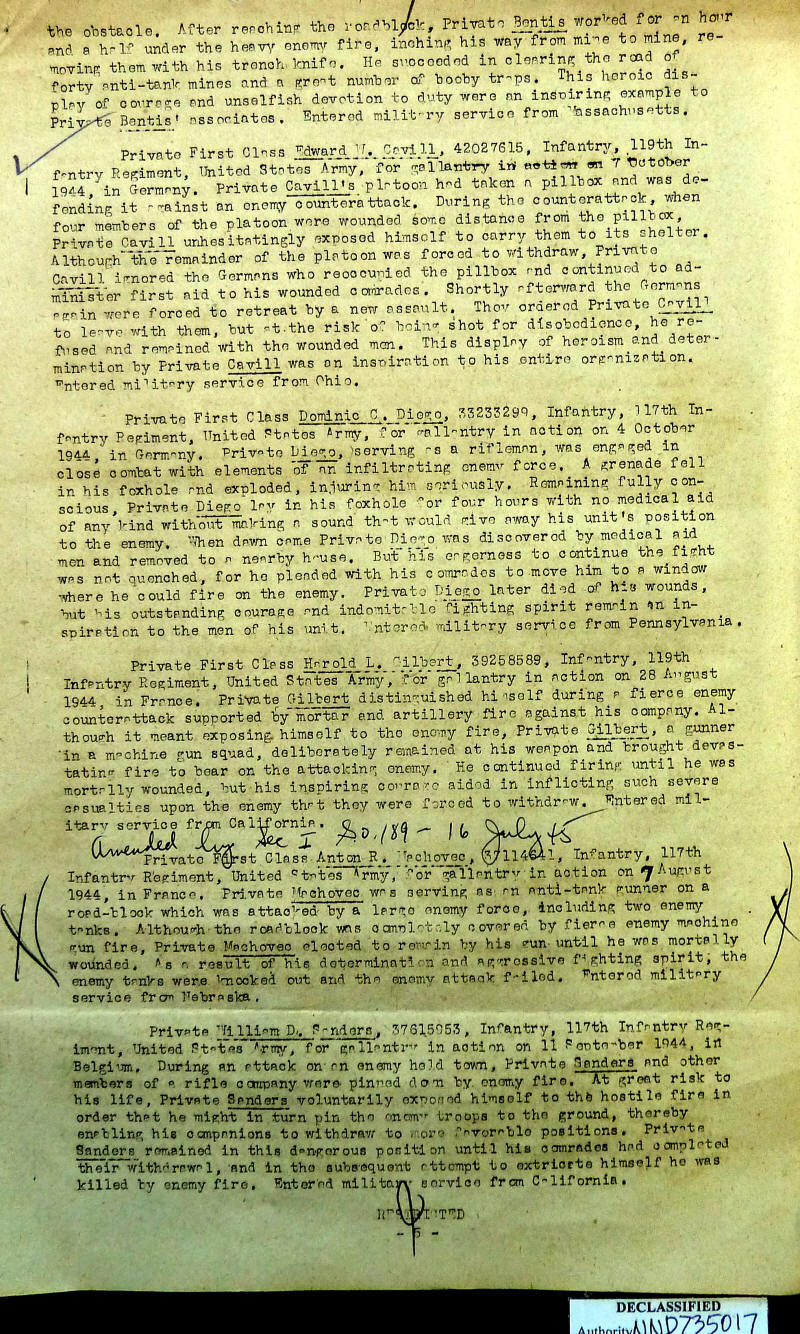 the obstacle. After reaching the roadblock, Private Bentis worked for an hour
and a half under the heavy enemy fire, inching his way from mine to mine, re-
moving them with his trench knife. He succeeded in clearing the road of
forty anti-tank mines and a great number of booby traps. This heroic dis-
play of courage and unselfish devotion to duty were an inspiring example to
Private Bentis' associates. Entered military service from Massachusetts.
Private First Class Edward M. Cavill, 42027615, Infantry, 119th In-
fantry Regiment, United States Army, for gallantry in action on 7 October
1944, in Germany. Private Cavill's platoon had taken a pillbox and was de-
fending it against an enemy counterattack. During the counterattack, when
four members of the platoon were wounded some distance from the pillbox,
Private Cavill unhesitatingly exposed himself to carry them to its shelter.
Although the remainder of the platoon was forced to withdraw, Private
Cavill ignored the Germans who reoccupied the pillbox and continued to ad-
minister first aid to his wounded comrades. Shortly afterward the Germans
again were forced to retreat by a new assault. They ordered Private Cavill
to leave with them, but at the risk of being shot for disobedience, he re-
fused and remained with the wounded men. This display of heroism and deter-
mination by Private Cavill was an inspiration to his entire organization.
Entered military service from Ohio.
Private First Class Dominic C. Diego, 33233299, Infantry, 117th In-
fantry Regiment, United States Army, for gallantry in action on 4 October
1944, in Germany. Private Diego, serving as a rifleman, was engaged in
close combat with elements of an infiltrating enemy force. A grenade fell
in his foxhole and exploded, injuring him seriously. Remaining fully con-
scious, Private Diego lay in his foxhole for four hours with no medical aid
of any kind without making a sound that would give away his unit's position
to the enemy. When dawn came Private Diego was discovered by medical aid
men and removed to a nearby house. But his eagerness to continue the fight
was not quenched, for he pleaded with his comrades to move him to a window
where he could fire on the enemy. Private Diego later died of his wounds,
but his outstanding courage and indomitable fighting spirit remain an in-
spiration to the men of his unit. Entered military service from Pennsylvania.
Private First Class Harold L. Gilbert, 39258589, Infantry, 119th
Infantry Regiment, United States Army, for gallantry in action on 28 August
1944, in France. Private Gilbert distinguished himself during a fierce enemy
counterattack supported by mortar and artillery fire against his company. Al-
though it meant exposing himself to the enemy fire, Private Gilbert, a gunner
in a machine gun squad, deliberately remained at his weapon and brought devas-
tating fire to bear on the attacking enemy. He continued firing until he was
mortally wounded, but his inspiring courage aided in inflicting such severe
casualties upon the enemy that they were forced to withdraw. Entered mil-
itary service from California.
Amended by Sec I 189 - 16 July 45
Private First Class Anton R. Machovec, 37114641, Infantry, 117th
Infantry Regiment, United States Army, for gallantry in action on 7 August
1944, in France. Private Machovec was serving as an anti-tank gunner on a
road-block which was attacked by a large enemy force, including two enemy
tanks. Although the roadblock was completely covered by fierce enemy machine
gun fire, Private Machovec elected to remain by his gun until he was mortally
wounded. As a result of his determination and aggressive fighting spirit, the
enemy tanks were knocked out and the enemy attack failed. Entered military
service from Nebraska.
Private William D. Sanders, 37615053, Infantry, 117th Infantry Reg-
iment, United States Army, for gallantry in action on 11 September 1944, in
Belgium. During an attack on an enemy held town, Private Sanders and other
members of a rifle company were pinned down by enemy fire. At great risk to
his life, Private Sanders voluntarily exposed himself to the hostile fire in
order that he might in turn pin the enemy troops to the ground, thereby
enabling his companions to withdraw to more favorable positions. Private
Sanders remained in this dangerous position until his comrades had completed
their withdrawal, and in the subsequent attempt to extricate himself he was
killed by enemy fire. Entered military service from California.
RESTRICTED
- 5 -
DECLASSIFIED
Authority NND735017